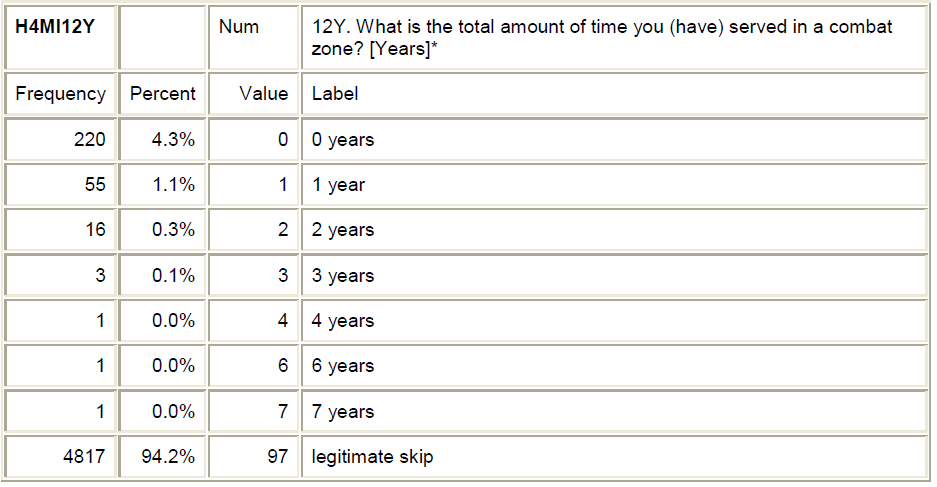 H4MI12Y Num 12Y. What is the total amount of time you (have) served in a combat
zone? [Years]*
Frequency Percent Value Label
220 4.3% 0 0 years
55 1.1% 1 1 year
16 0.3% 2 2 years
3 0.1% 3 3 years
1 0.0% 4 4 years
1 0.0% 6 6 years
1 0.0% 7 7 years
4817 94.2% 97 legitimate skip